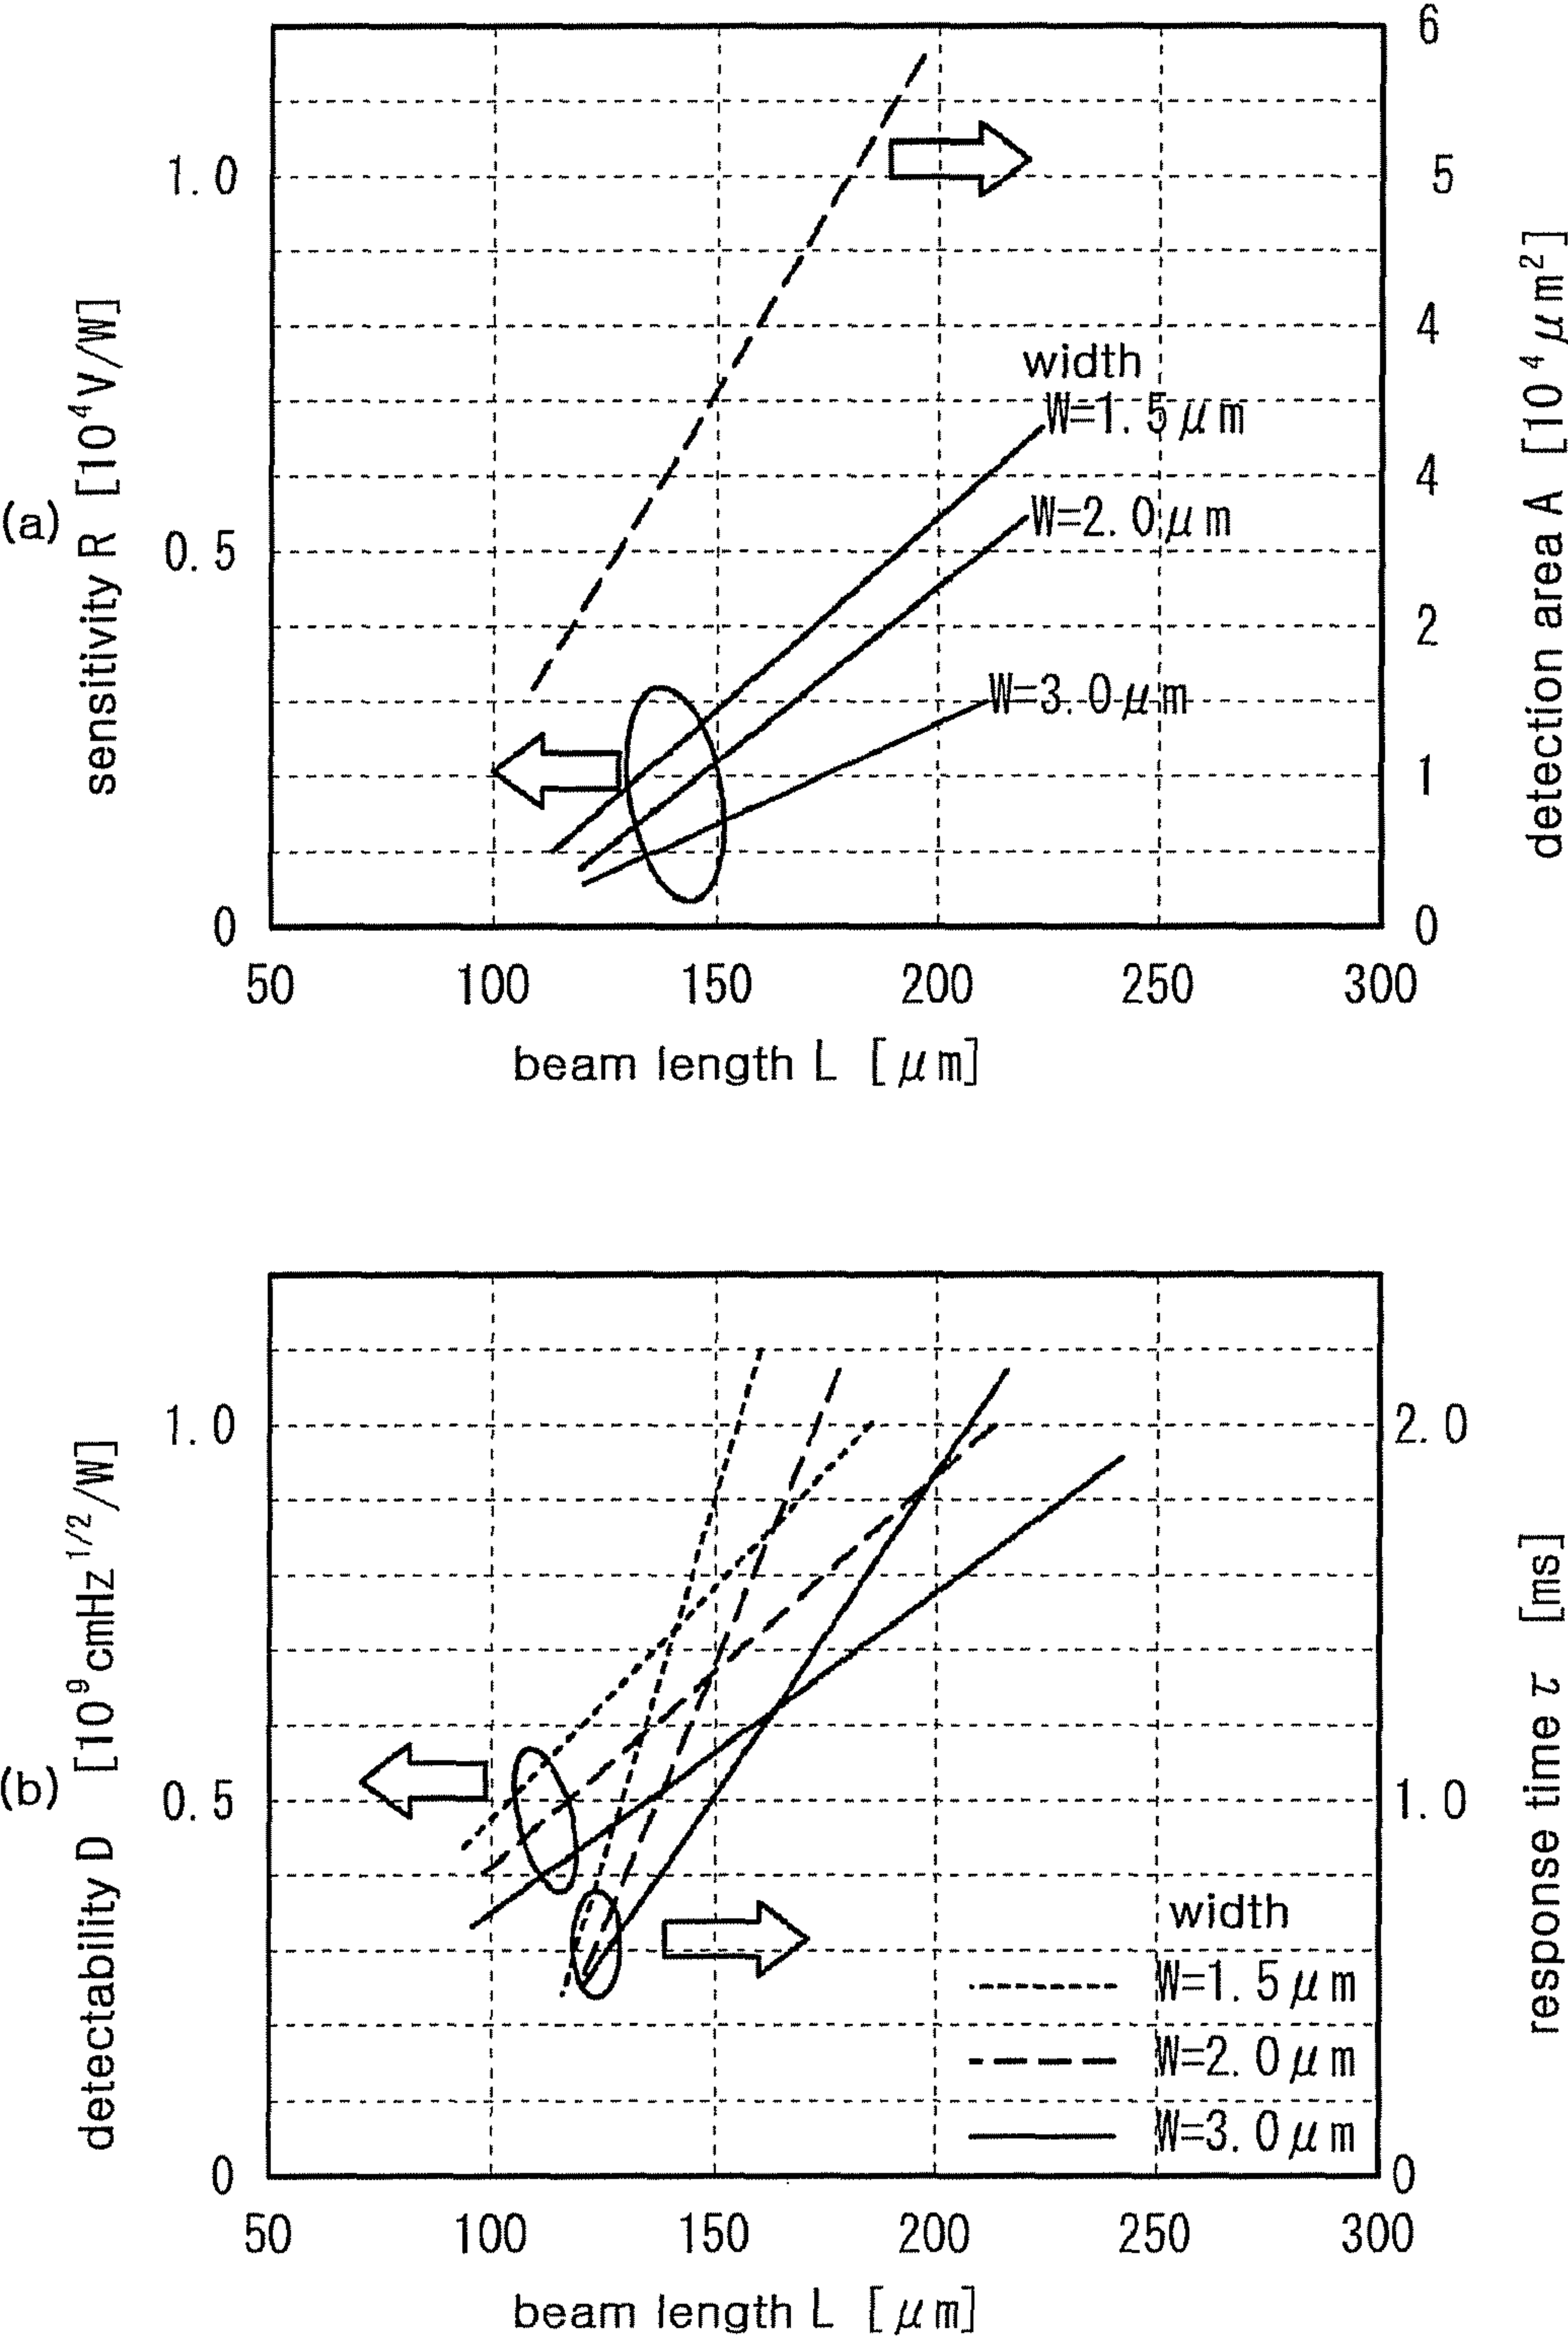 (a)
sensitivity R [10⁴V/W]
1.0
0.5
0
6
5
4
4
2
1
0
detection area A [10⁴μm²]
width
W=1.5μm
W=2.0μm
W=3.0μm
50 100 150 200 250 300
beam length L [μm]
(b)
detectability D [10⁹cmHz¹/²/W]
1.0
0.5
0
2.0
1.0
0
response time τ [ms]
width
W=1.5μm
W=2.0μm
W=3.0μm
50 100 150 200 250 300
beam length L [μm]